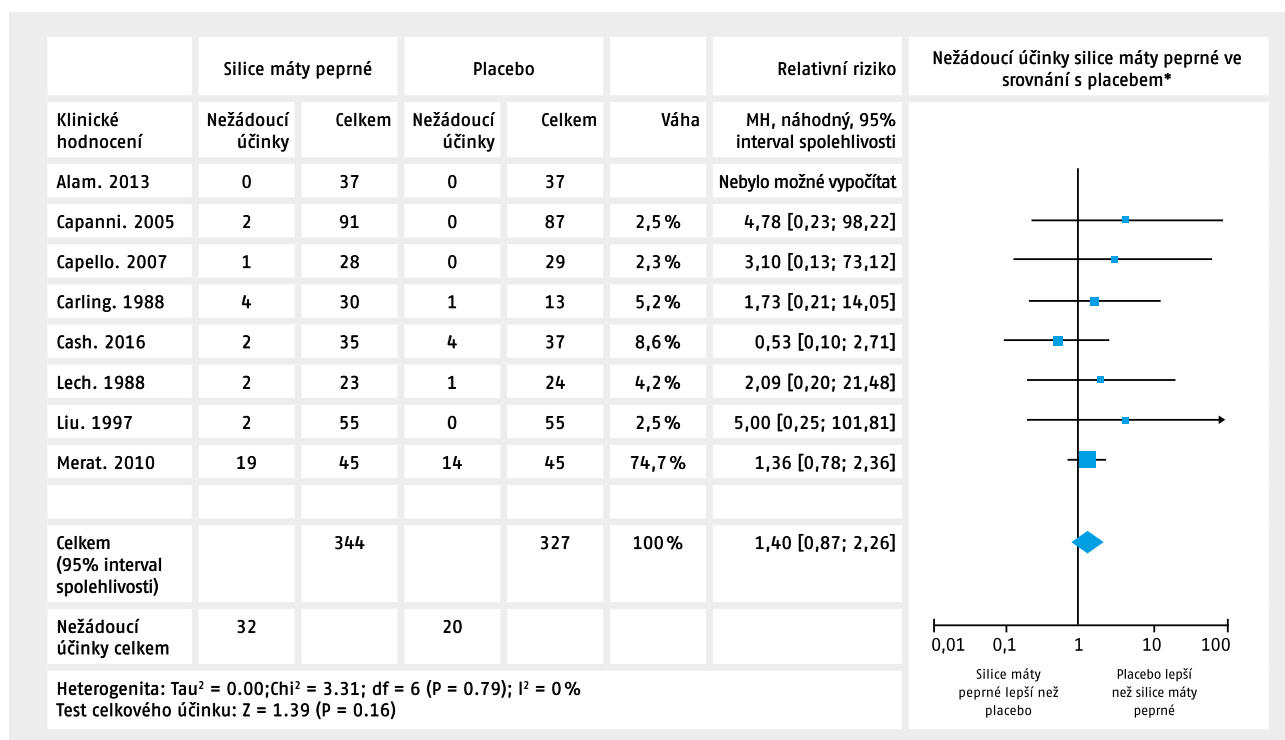 Silice máty peprné Placebo Relativní riziko Nežádoucí účinky silice máty peprné ve
srovnání s placebem*
Klinické Nežádoucí Celkem Nežádoucí Celkem Váha MH, náhodný, 95%
hodnocení účinky účinky interval spolehlivosti
Alam. 2013 0 37 0 37 Nebylo možné vypočítat
Capanni. 2005 2 91 0 87 2,5 % 4,78 [0,23; 98,22]
Capello. 2007 1 28 0 29 2,3 % 3,10 [0,13; 73,12]
Carling. 1988 4 30 1 13 5,2 % 1,73 [0,21; 14,05]
Cash. 2016 2 35 4 37 8,6 % 0,53 [0,10; 2,71]
Lech. 1988 2 23 1 24 4,2 % 2,09 [0,20; 21,48]
Liu. 1997 2 55 0 55 2,5 % 5,00 [0,25; 101,81]
Merat. 2010 19 45 14 45 74,7 % 1,36 [0,78; 2,36]
Celkem 344 327 100 % 1,40 [0,87; 2,26]
(95% interval
spolehlivosti)
Nežádoucí 32 20
účinky celkem
Heterogenita: Tau² = 0.00;Chi² = 3.31; df = 6 (P = 0.79); I² = 0 %
Test celkového účinku: Z = 1.39 (P = 0.16)
0,01 0,1 1 10 100
Silice máty
peprné lepší než
placebo
Placebo lepší
než silice máty
peprné